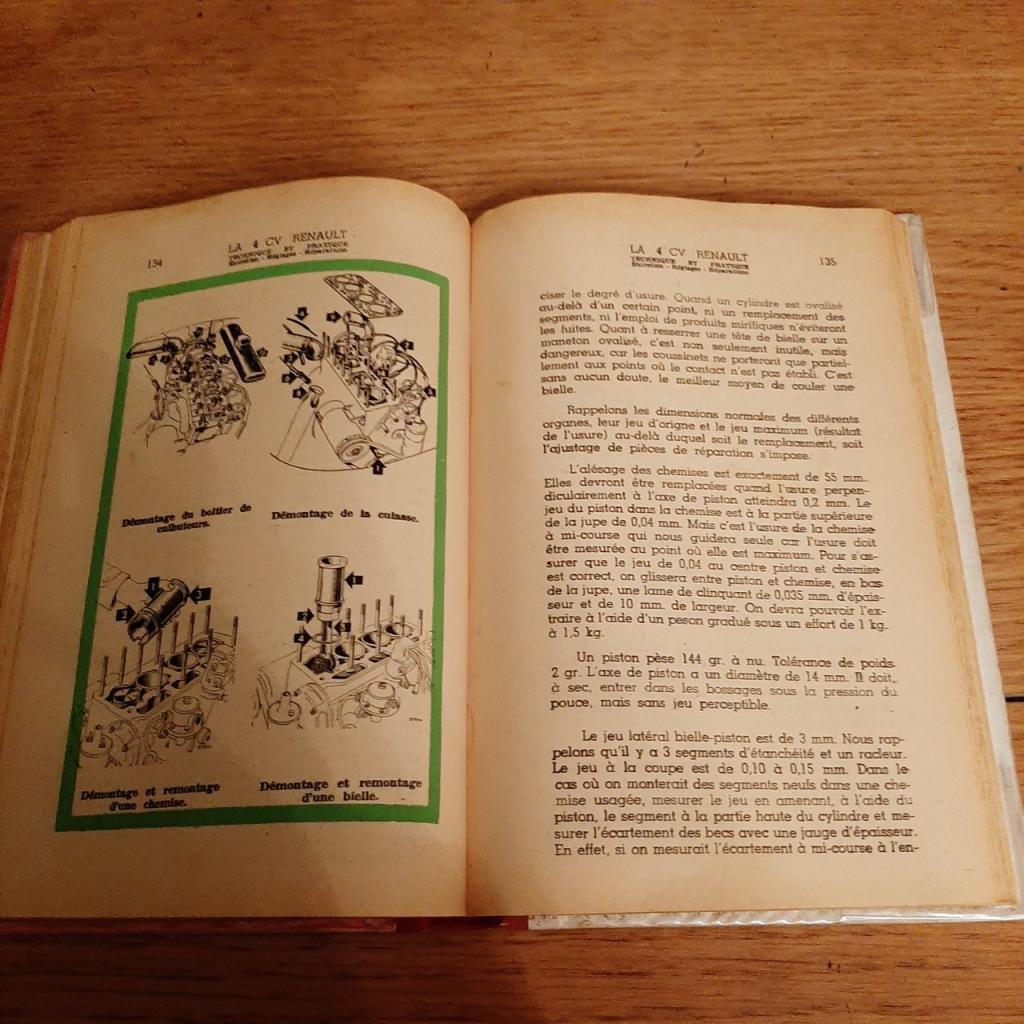 134
LA 4 CV RENAULT
TECHNIQUE ET PRATIQUE
Entretien - Réglages - Réparations
Démontage du boîtier de
culbuteurs.
Démontage de la culasse.
Démontage et remontage
d'une chemise.
Démontage et remontage
d'une bielle.
LA 4 CV RENAULT
TECHNIQUE ET PRATIQUE
Entretien - Réglages - Réparations
135
ciser le degré d'usure. Quand un cylindre est ovalisé
au-delà d'un certain point, ni un remplacement des
segments, ni l'emploi de produits mirifiques n'éviteront
les fuites. Quant à resserrer une tête de bielle sur un
maneton ovalisé, c'est non seulement inutile, mais
dangereux, car les coussinets ne porteront que partiel-
lement aux points où le contact n'est pas établi. C'est
sans aucun doute, le meilleur moyen de couler une
bielle.
Rappelons les dimensions normales des différents
organes, leur jeu d'origne et le jeu maximum (résultat
de l'usure) au-delà duquel soit le remplacement, soit
l'ajustage de pièces de réparation s'impose.
L'alésage des chemises est exactement de 55 mm.
Elles devront être remplacées quand l'usure perpen-
diculairement à l'axe de piston atteindra 0,2 mm. Le
jeu du piston dans la chemise est à la partie supérieure
de la jupe de 0,04 mm. Mais c'est l'usure de la chemise
à mi-course qui nous guidera seule car l'usure doit
être mesurée au point où elle est maximum. Pour s'as-
surer que le jeu de 0,04 au centre piston et chemise
est correct, on glissera entre piston et chemise, en bas
de la jupe, une lame de clinquant de 0,035 mm. d'épais-
seur et de 10 mm. de largeur. On devra pouvoir l'ex-
traire à l'aide d'un peson gradué sous un effort de 1 kg.
à 1,5 kg.
Un piston pèse 144 gr. à nu. Tolérance de poids
2 gr. L'axe de piston a un diamètre de 14 mm. Il doit,
à sec, entrer dans les bossages sous la pression du
pouce, mais sans jeu perceptible.
Le jeu latéral bielle-piston est de 3 mm. Nous rap-
pelons qu'il y a 3 segments d'étanchéité et un racleur.
Le jeu à la coupe est de 0,10 à 0,15 mm. Dans le
cas où on monterait des segments neufs dans une che-
mise usagée, mesurer le jeu en amenant, à l'aide du
piston, le segment à la partie haute du cylindre et me-
surer l'écartement des becs avec une jauge d'épaisseur.
En effet, si on mesurait l'écartement à mi-course à l'en-